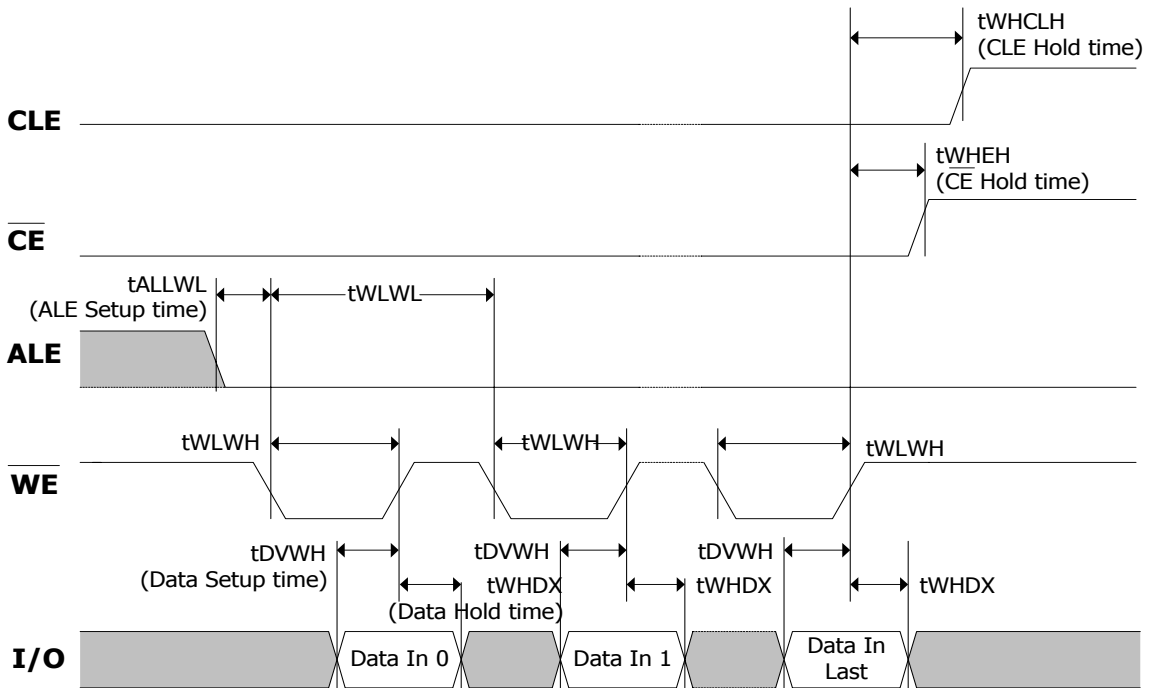 tWHCLH
(CLE Hold time)
CLE
tWHEH
(CE Hold time)
CE
tALLWL
(ALE Setup time)
tWLWL
ALE
tWLWH
tWLWH
tWLWH
WE
tDVWH
(Data Setup time)
tDVWH
tDVWH
tWHDX
(Data Hold time)
tWHDX
tWHDX
I/O
Data In 0
Data In 1
Data In
Last